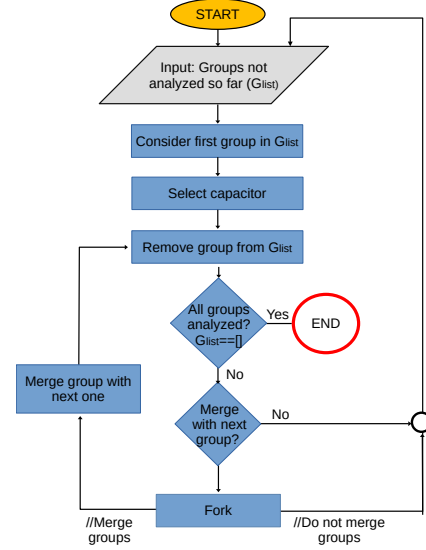 START
Input: Groups not
analyzed so far (Glist)
Consider first group in Glist
Select capacitor
Remove group from Glist
All groups
analyzed?
Glist==[]
Yes
END
No
Merge group with
next one
Merge
with next
group?
No
Fork
//Merge
groups
//Do not merge
groups